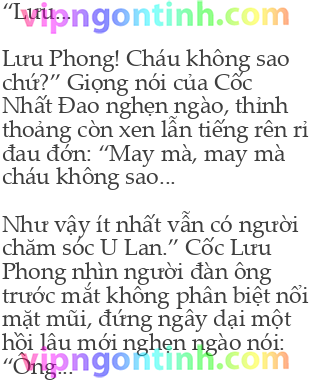 vipngontinh.com
“Lưu...
Lưu Phong! Cháu không sao
chứ?” Giọng nói của Cốc
Nhất Đao nghẹn ngào, thỉnh
thoảng còn xen lẫn tiếng rên rỉ
đau đớn: “May mà, may mà
cháu không sao...
Như vậy ít nhất vẫn có người
chăm sóc U Lan.” Cốc Lưu
Phong nhìn người đàn ông
trước mắt không phân biệt nổi
mặt mũi, đứng ngây dại một
hồi lâu mới nghẹn ngào nói:
“Ông...
vipngontinh.com